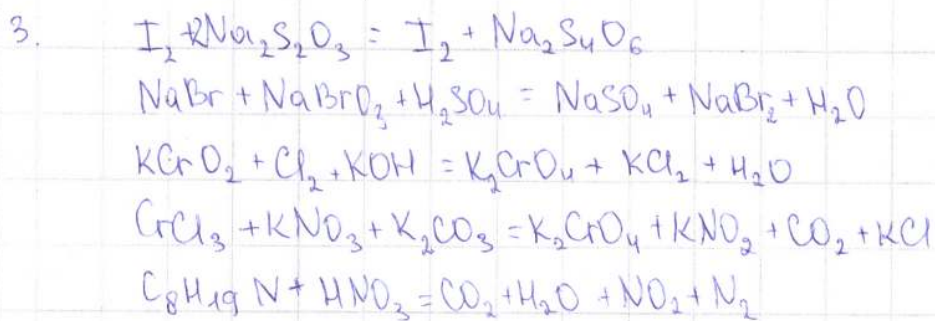 3. I₂+2Na₂S₂O₃ = I₂ + Na₂S₄O₆
NaBr + NaBrO₃ + H₂SO₄ = NaSO₄ + NaBr₂ + H₂O
KCrO₂ + Cl₂ + KOH = K₂CrO₄ + KCl₂ + H₂O
CrCl₃ + KNO₃ + K₂CO₃ = K₂CrO₄ + KNO₂ + CO₂ + KCl
C₈H₁₉N + HNO₃ = CO₂ + H₂O + NO₂ + N₂